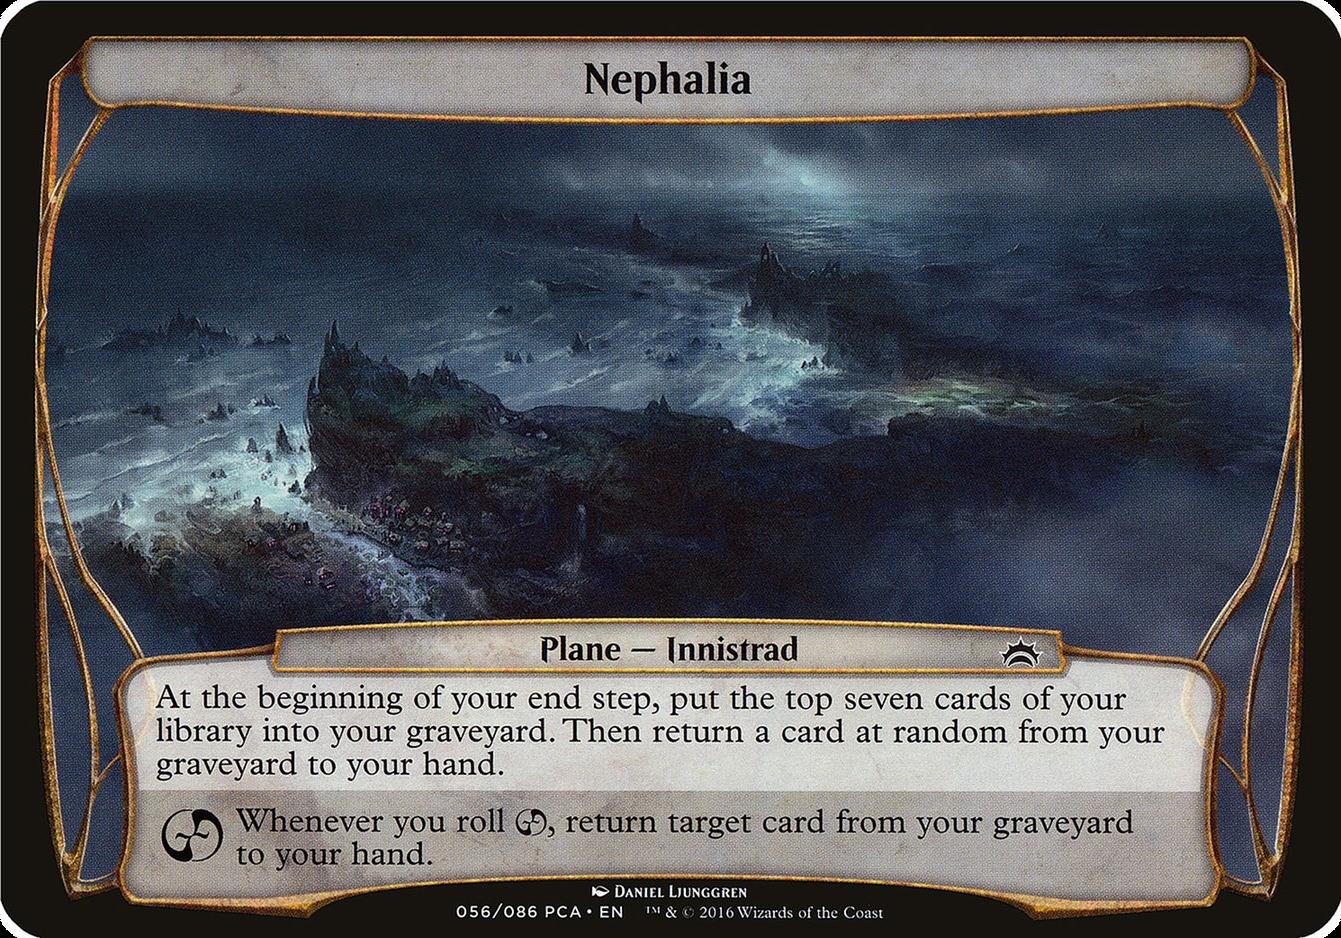 Nephalia
Plane — Innistrad
At the beginning of your end step, put the top seven cards of your
library into your graveyard. Then return a card at random from your
graveyard to your hand.
Whenever you roll , return target card from your graveyard
to your hand.
Daniel Ljunggren
056/086 PCA • EN ™ & © 2016 Wizards of the Coast